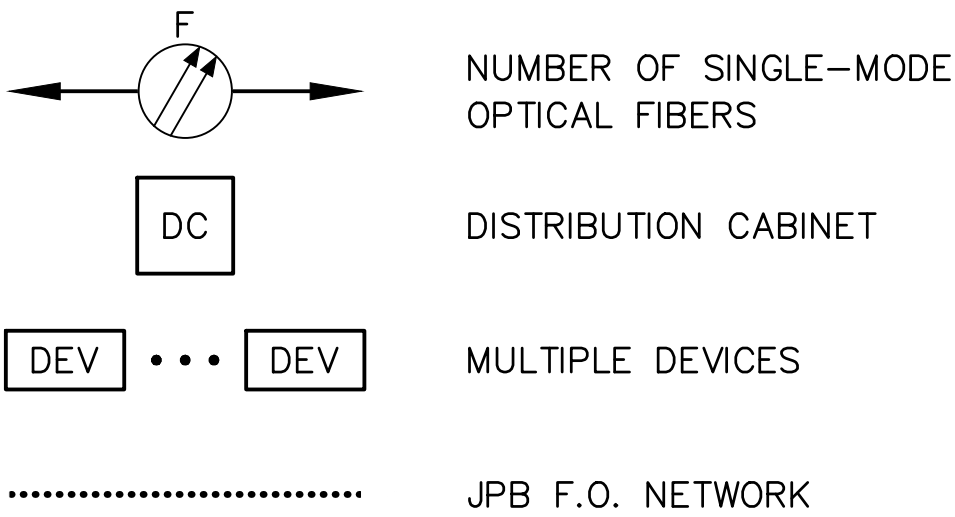 F
NUMBER OF SINGLE-MODE
OPTICAL FIBERS
DC
DISTRIBUTION CABINET
DEV ••• DEV
MULTIPLE DEVICES
JPB F.O. NETWORK